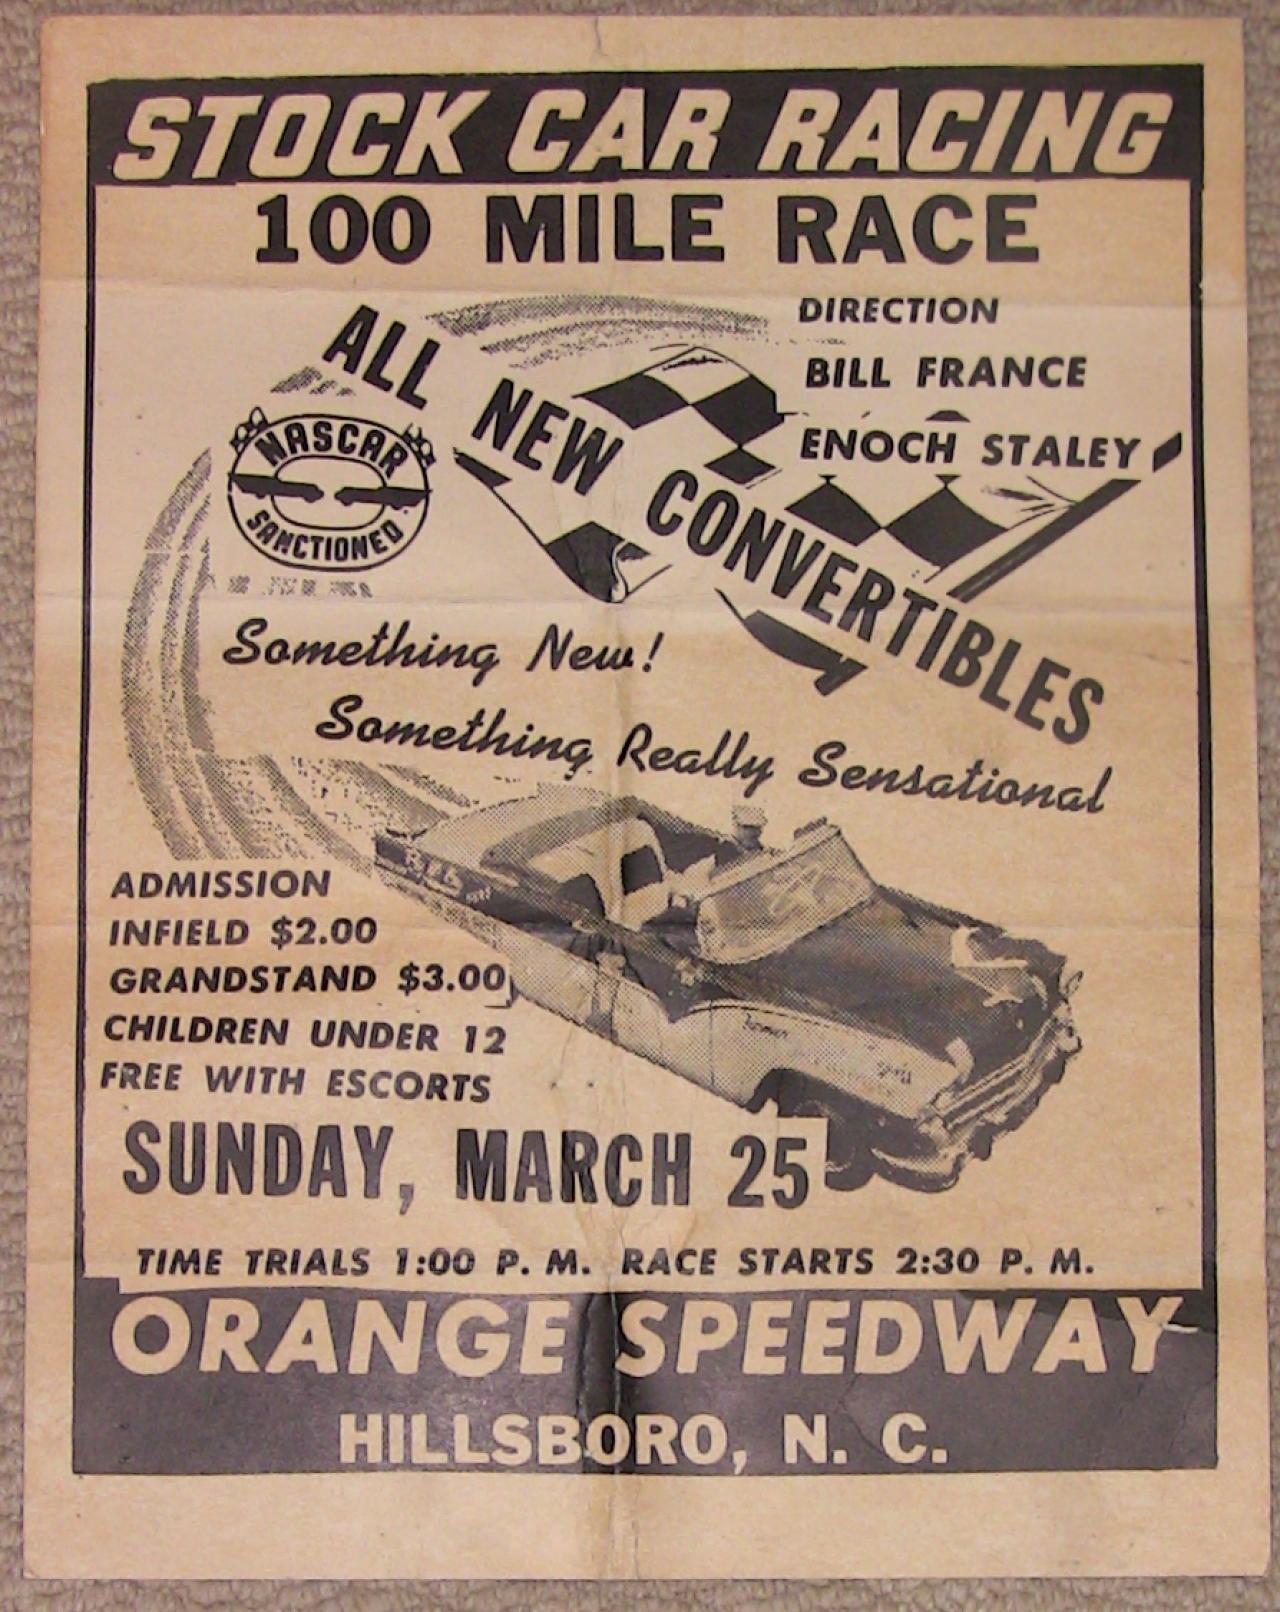 STOCK CAR RACING
100 MILE RACE
DIRECTION
BILL FRANCE
ENOCH STALEY
ALL NEW CONVERTIBLES
NASCAR
SANCTIONED
Something New!
Something Really Sensational
ADMISSION
INFIELD $2.00
GRANDSTAND $3.00
CHILDREN UNDER 12
FREE WITH ESCORTS
SUNDAY, MARCH 25
TIME TRIALS 1:00 P. M. RACE STARTS 2:30 P. M.
ORANGE SPEEDWAY
HILLSBORO, N. C.